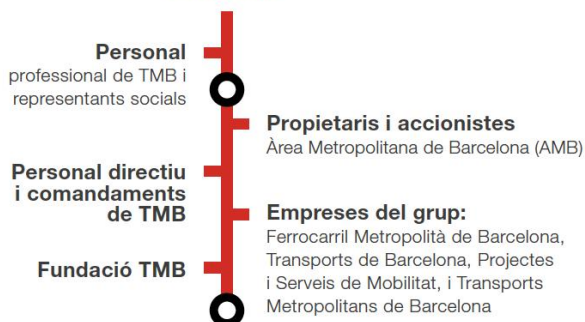 Personal
professional de TMB i
representants socials
Propietaris i accionistes
Àrea Metropolitana de Barcelona (AMB)
Personal directiu
i comandaments
de TMB
Empreses del grup:
Ferrocarril Metropolità de Barcelona,
Transports de Barcelona, Projectes
i Serveis de Mobilitat, i Transports
Metropolitans de Barcelona
Fundació TMB